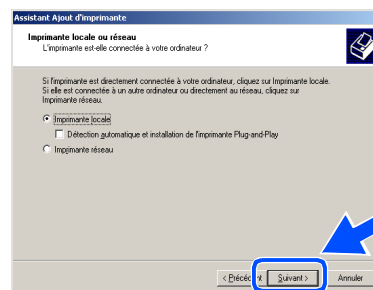 Assistant Ajout d'imprimante
Imprimante locale ou réseau
L'imprimante est-elle connectée à votre ordinateur ?
Si l'imprimante est directement connectée à votre ordinateur, cliquez sur Imprimante locale.
Si elle est connectée à un autre ordinateur ou directement au réseau, cliquez sur
Imprimante réseau.
Imprimante locale
Détection automatique et installation de l'imprimante Plug-and-Play
Imprimante réseau
< Précédent Suivant > Annuler